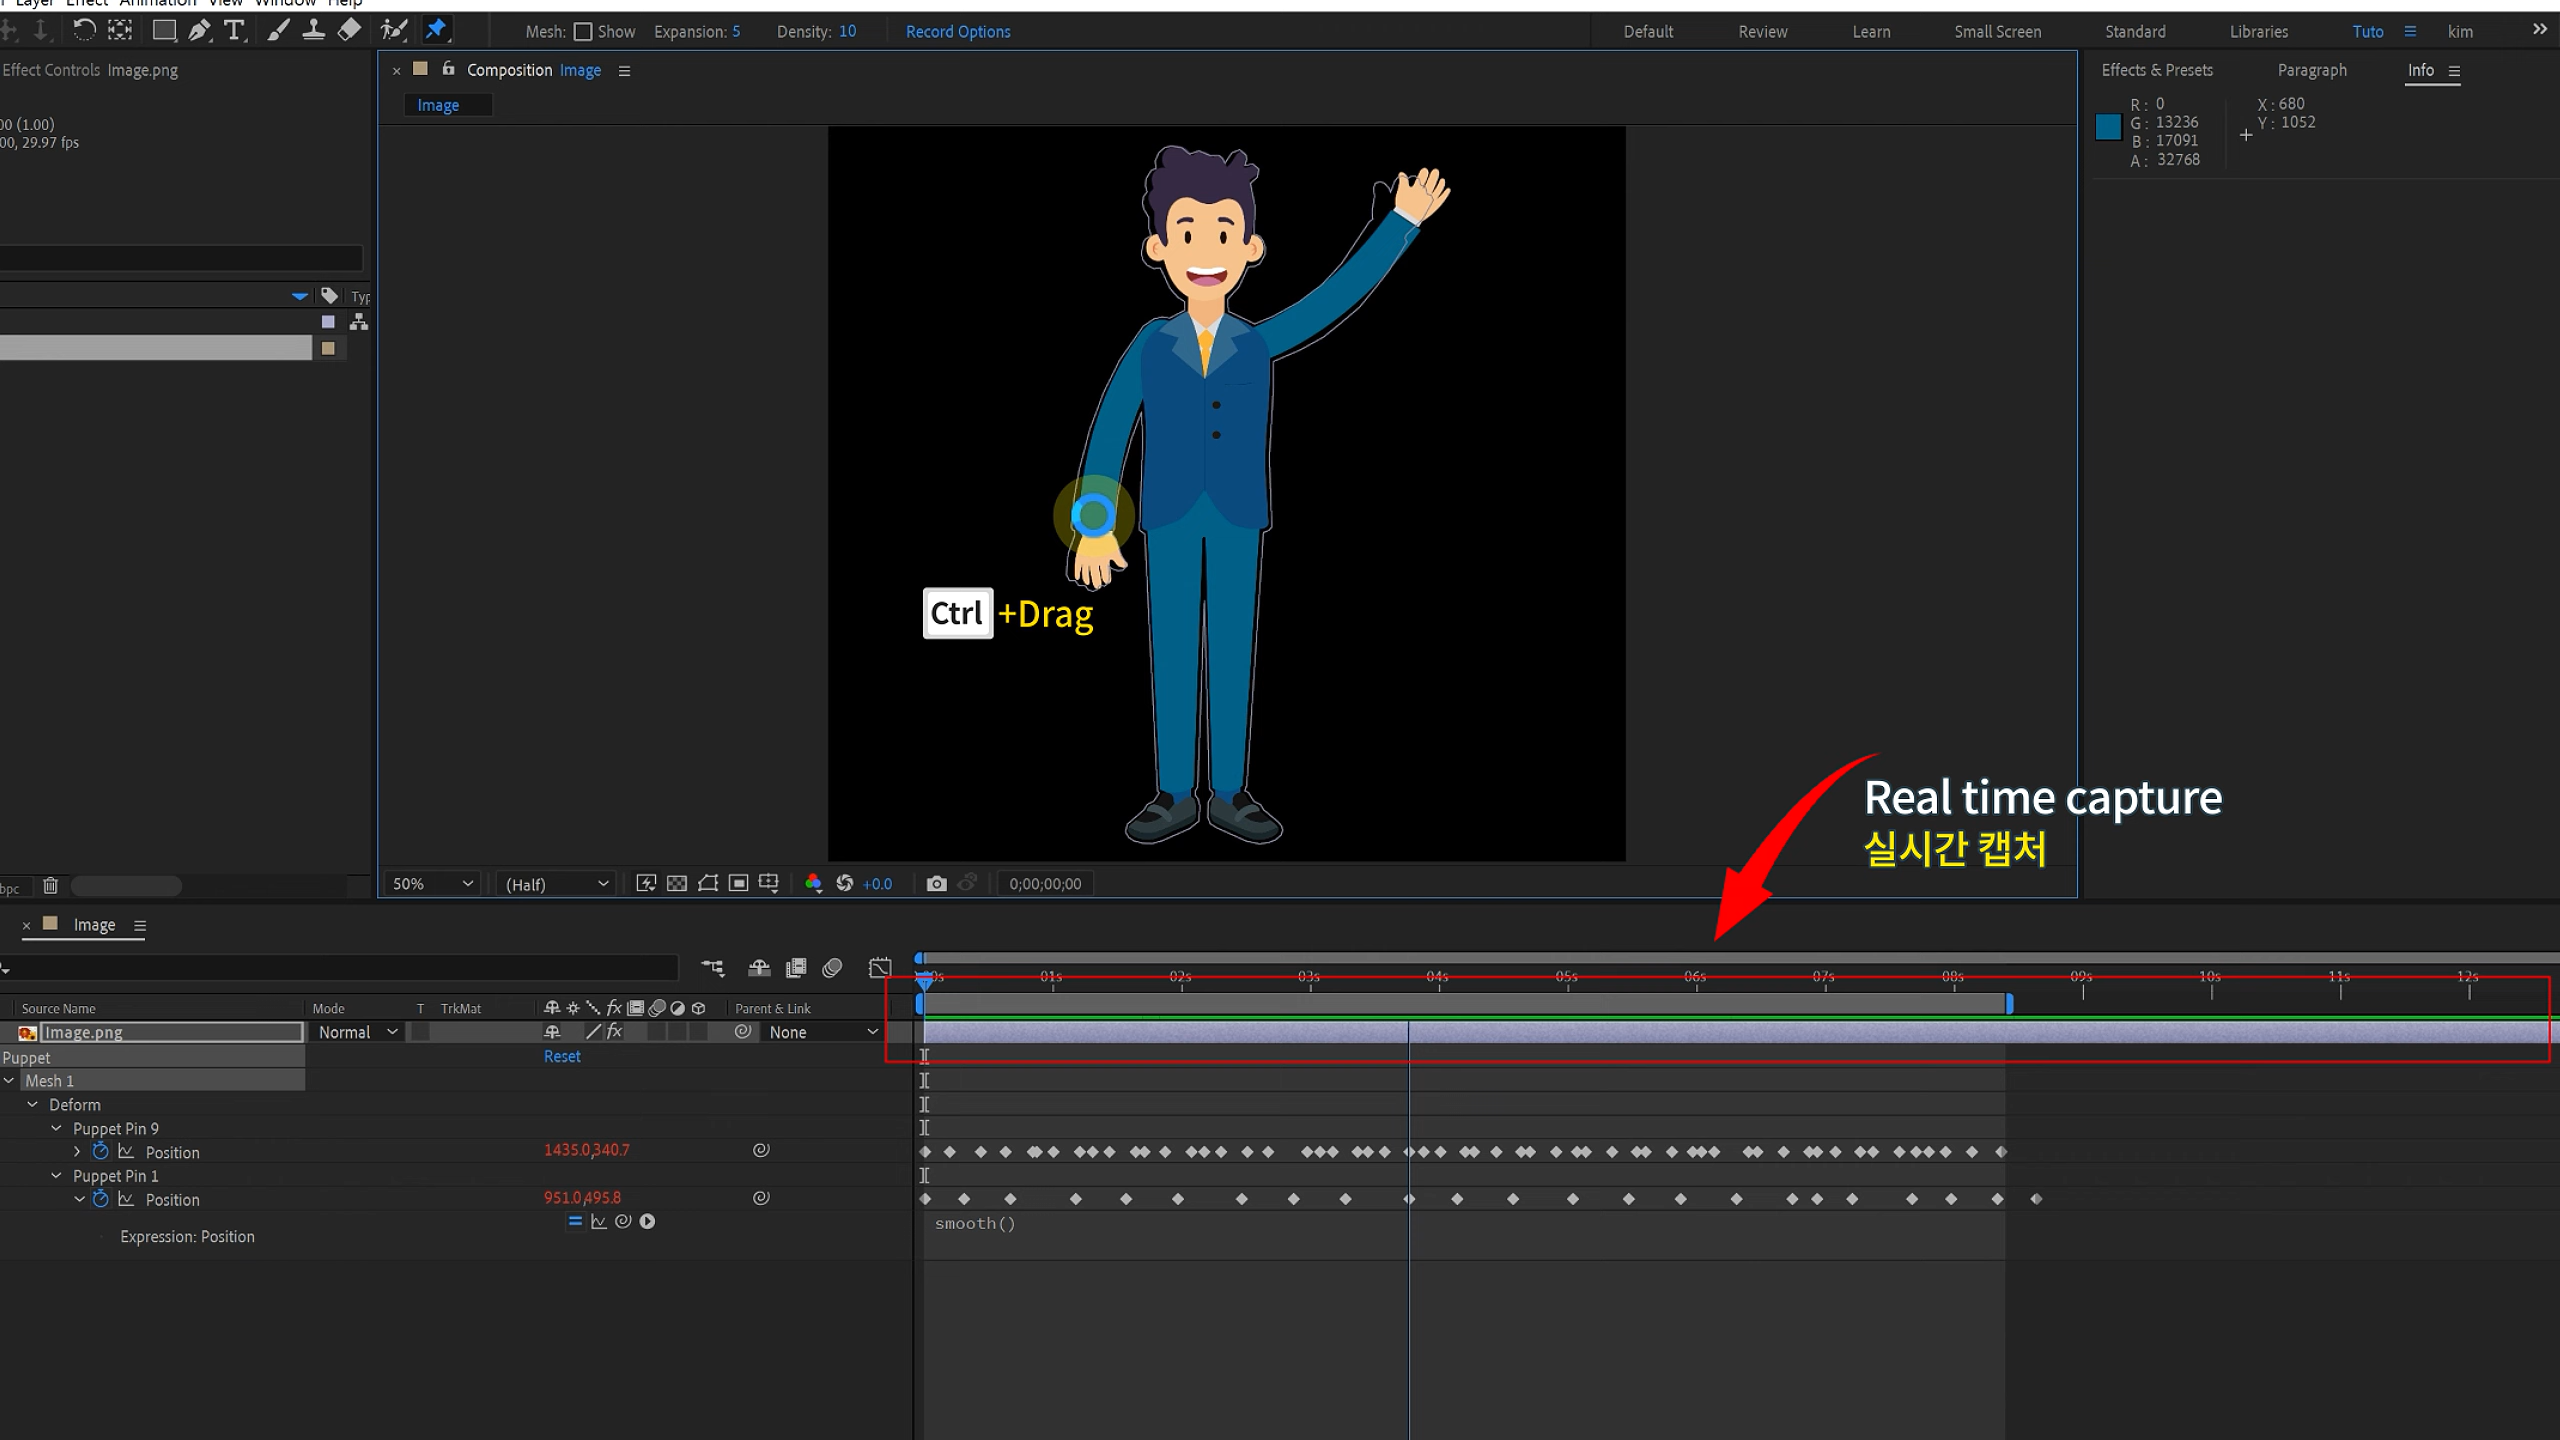 Layer Effect Animation View Window Help
Mesh: Show Expansion: 5 Density: 10 Record Options
Default Review Learn Small Screen Standard Libraries Tuto kim
Effect Controls Image.png
00 (1.00)
00, 29.97 fps
Typ
bpc
Composition Image
Image
Effects & Presets Paragraph Info
R: 0
G: 13236
B: 17091
A: 32768
X: 680
Y: 1052
Ctrl +Drag
Real time capture
실시간 캡처
50% (Half) +0.0 0;00;00;00
Image
01s 02s 03s 04s 05s 06s 07s 08s 09s 10s 11s 12s
Source Name Mode T TrkMat fx Parent & Link
Image.png Normal fx None
Puppet Reset
Mesh 1
Deform
Puppet Pin 9
Position 1435.0,340.7
Puppet Pin 1
Position 951.0,495.8
Expression: Position smooth()